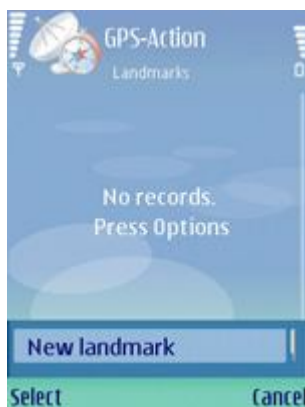 GPS-Action
Landmarks
No records.
Press Options
New landmark
Select Cancel